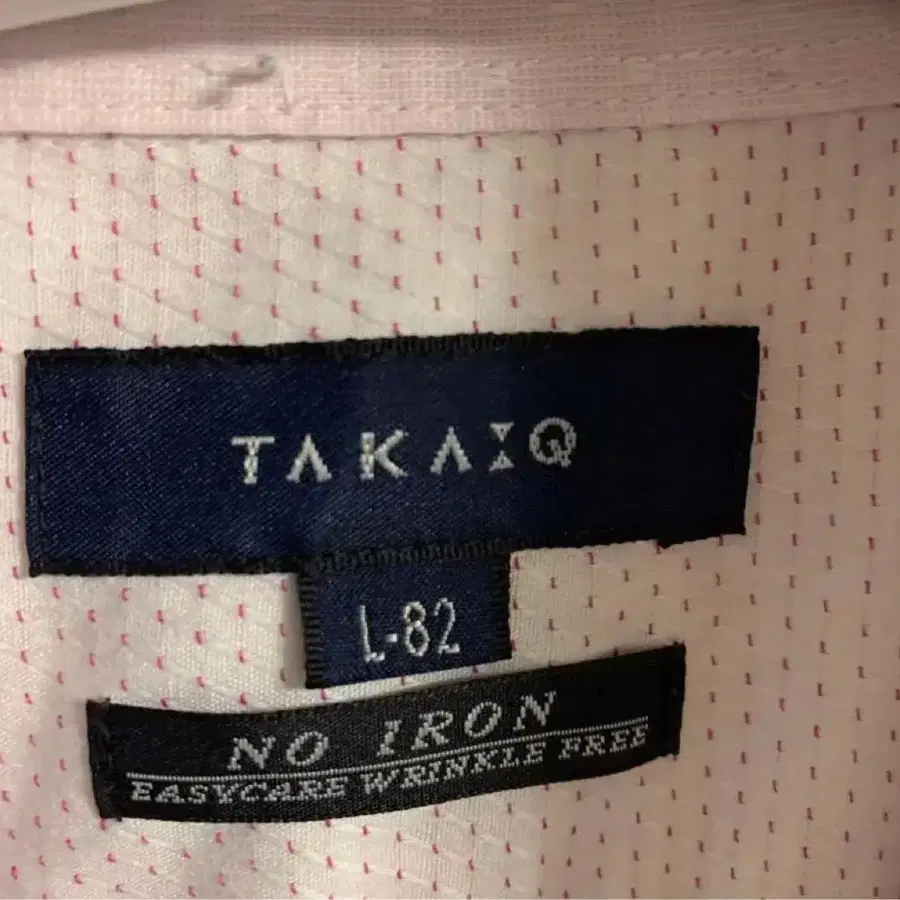 TAKA:Q
L-82
NO IRON
EASYCARE WRINKLE FREE